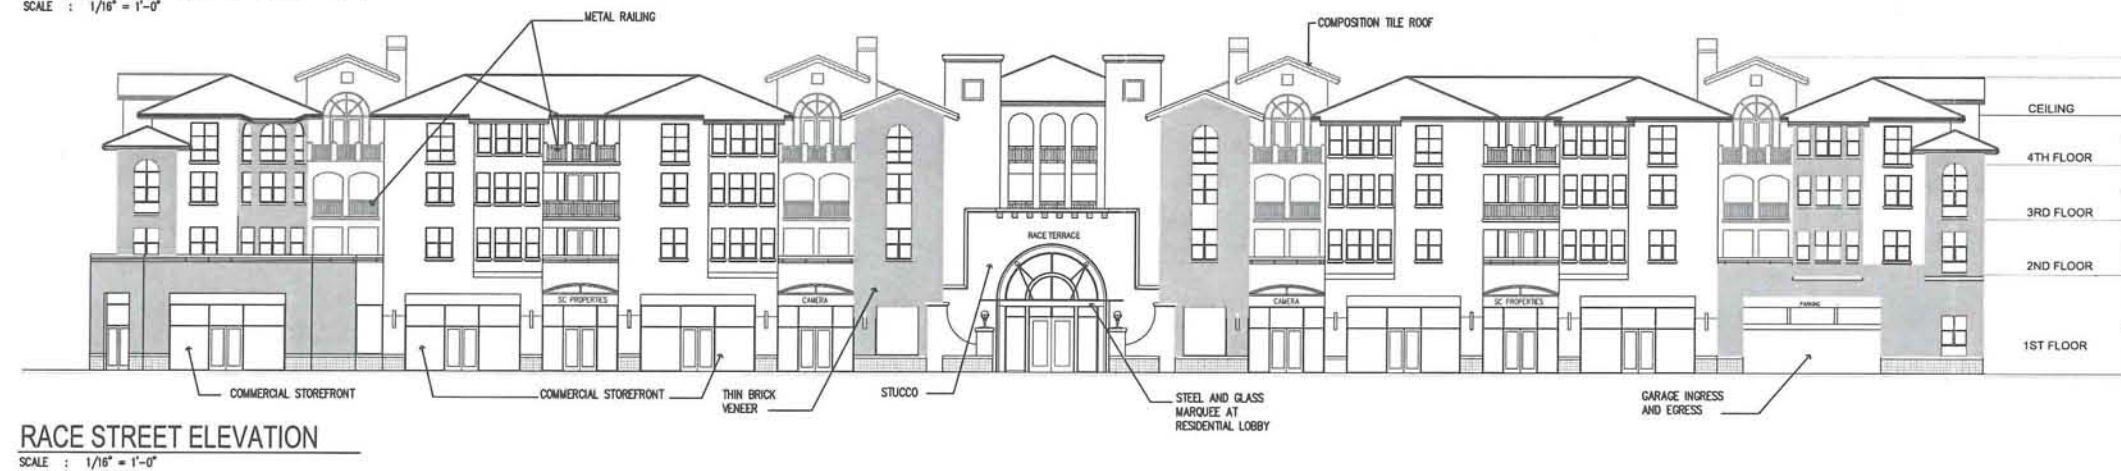 SCALE : 1/16" = 1'-0"
METAL RAILING
COMPOSITION TILE ROOF
CEILING
4TH FLOOR
3RD FLOOR
RACE TERRACE
2ND FLOOR
SC PROPERTIES
CAMERA
CAMERA
SC PROPERTIES
PARKING
1ST FLOOR
COMMERCIAL STOREFRONT
COMMERCIAL STOREFRONT
THIN BRICK
VENEER
STUCCO
STEEL AND GLASS
MARQUEE AT
RESIDENTIAL LOBBY
GARAGE INGRESS
AND EGRESS
RACE STREET ELEVATION
SCALE : 1/16" = 1'-0"